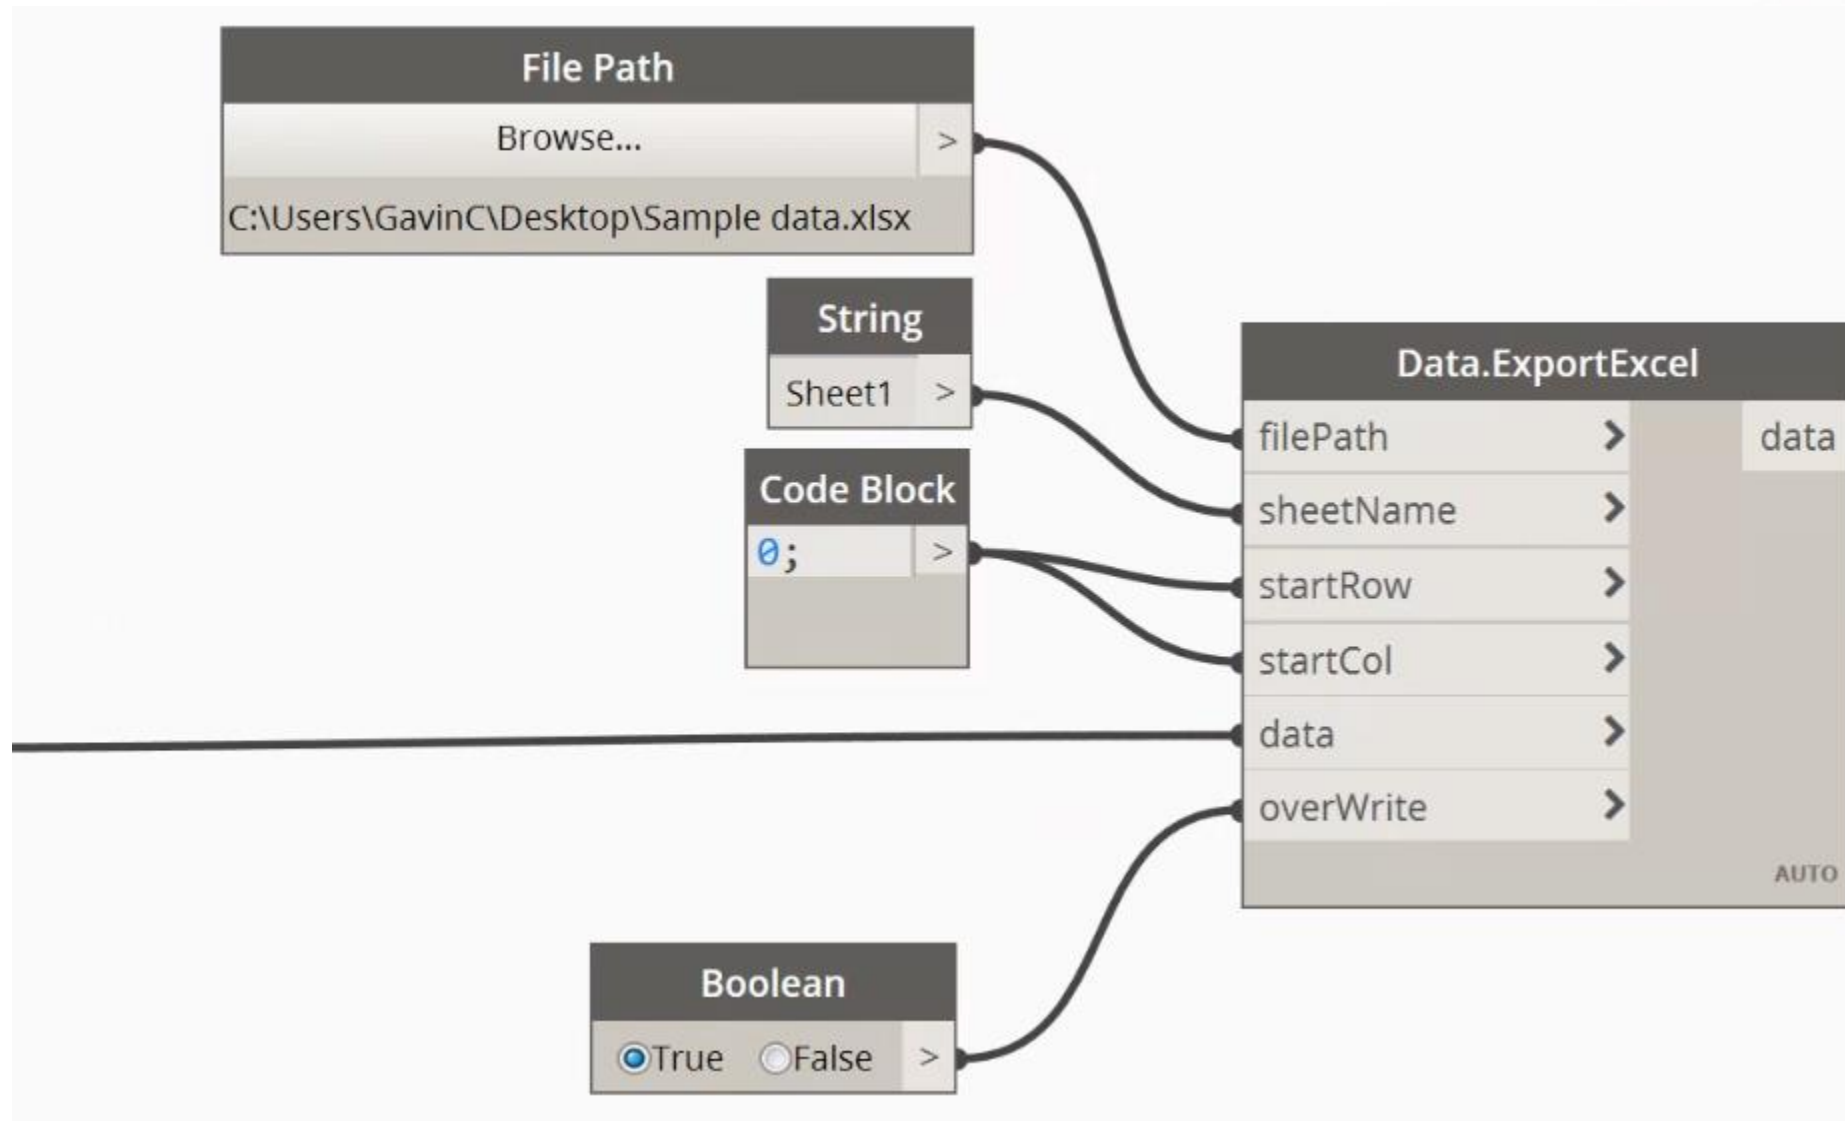 File Path
Browse...
>
C:\Users\GavinC\Desktop\Sample data.xlsx
String
Sheet1 >
Code Block
0; >
Data.ExportExcel
filePath
data
sheetName
startRow
startCol
data
overWrite
AUTO
Boolean
True False >